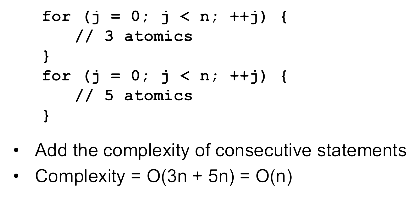 for (j = 0; j < n; ++j) {
// 3 atomics
}
for (j = 0; j < n; ++j) {
// 5 atomics
}
• Add the complexity of consecutive statements
• Complexity = O(3n + 5n) = O(n)